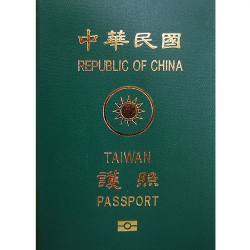 中華民國
REPUBLIC OF CHINA
TAIWAN
護照
PASSPORT